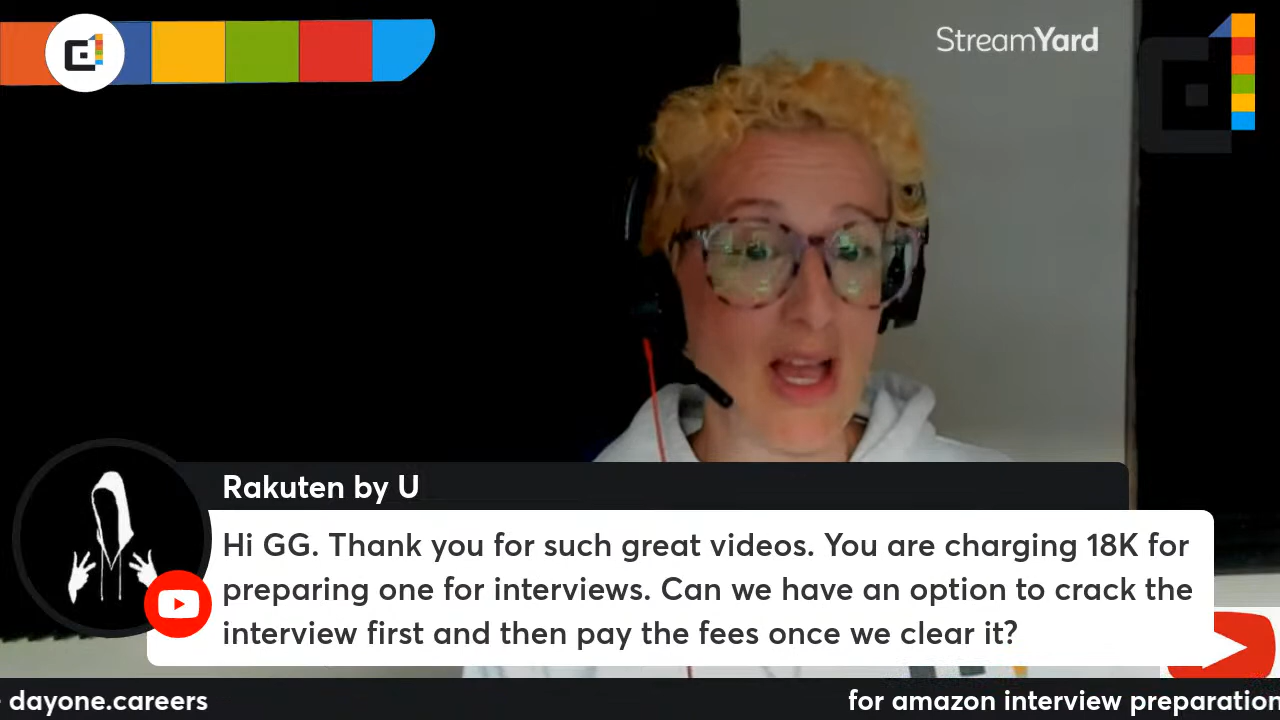 StreamYard
Rakuten by U
Hi GG. Thank you for such great videos. You are charging 18K for
preparing one for interviews. Can we have an option to crack the
interview first and then pay the fees once we clear it?
dayone.careers
for amazon interview preparation